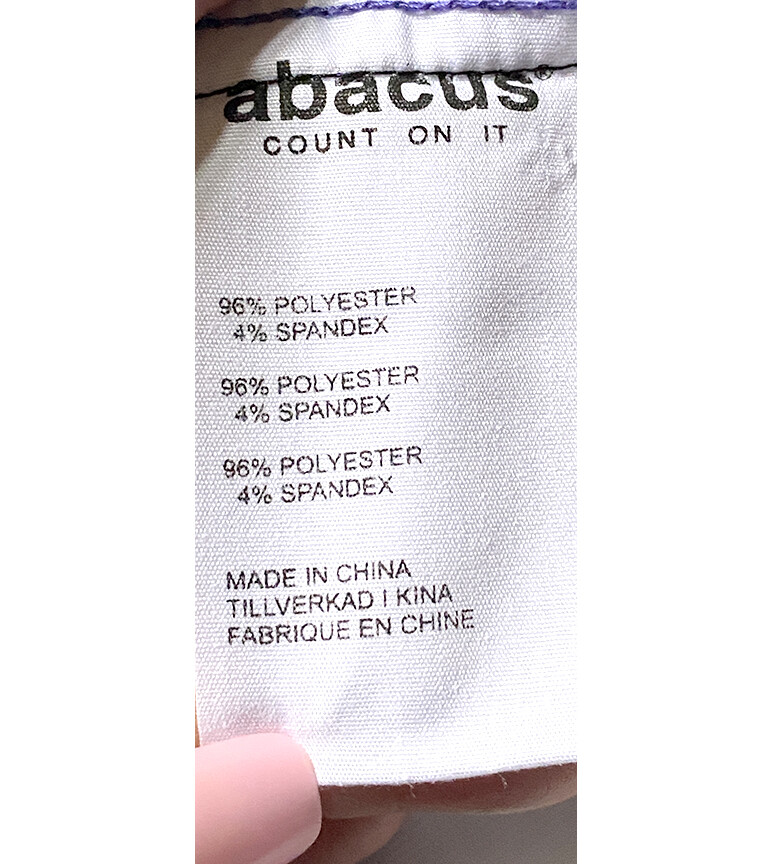 abacus®
COUNT ON IT
96% POLYESTER
4% SPANDEX
96% POLYESTER
4% SPANDEX
96% POLYESTER
4% SPANDEX
MADE IN CHINA
TILLVERKAD I KINA
FABRIQUE EN CHINE